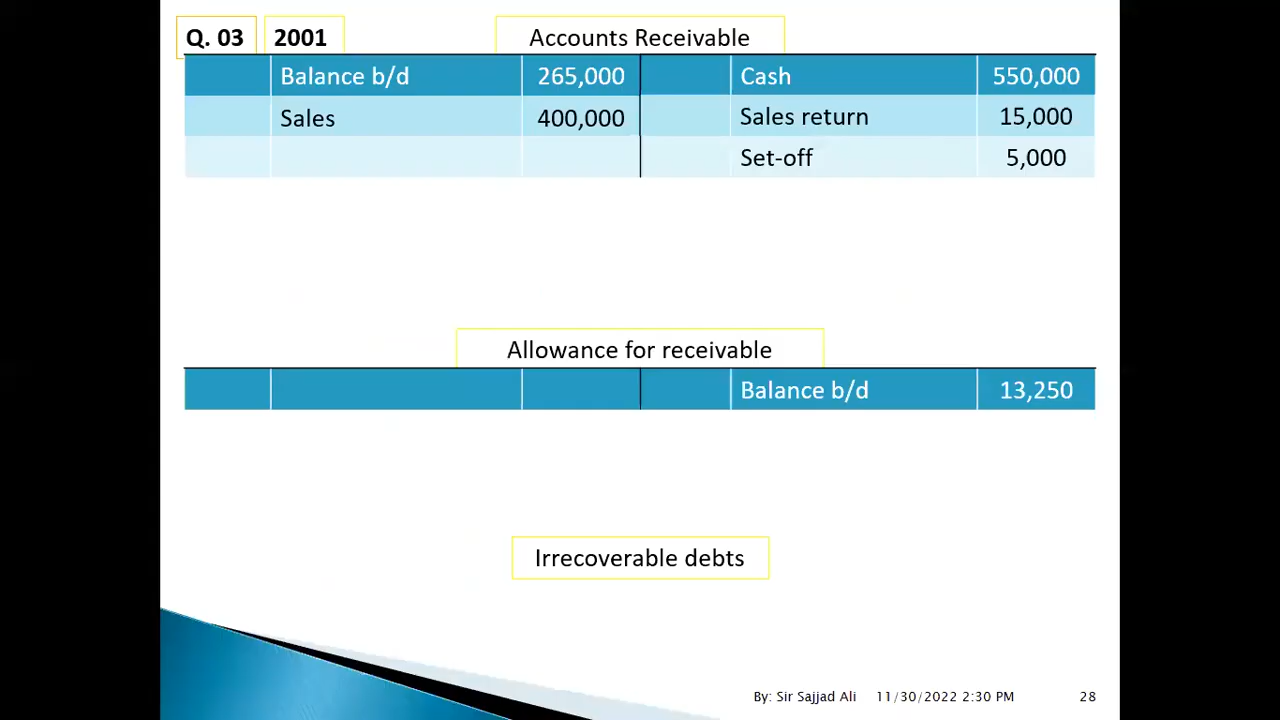 Q. 03 2001 Accounts Receivable
Balance b/d 265,000 Cash 550,000
Sales 400,000 Sales return 15,000
Set-off 5,000
Allowance for receivable
Balance b/d 13,250
Irrecoverable debts
By: Sir Sajjad Ali 11/30/2022 2:30 PM 28